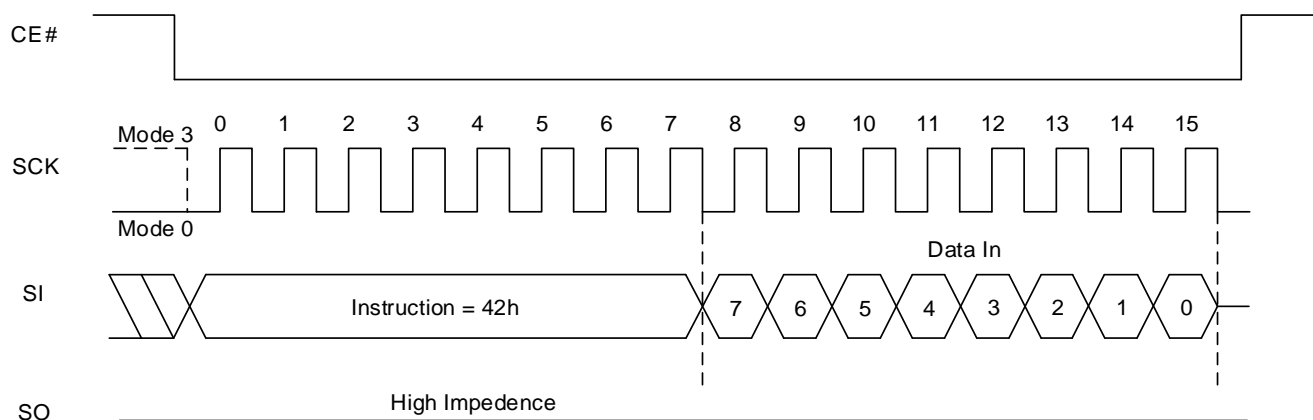 CE#
0 1 2 3 4 5 6 7 8 9 10 11 12 13 14 15
Mode 3
SCK
Mode 0
Data In
SI
Instruction = 42h 7 6 5 4 3 2 1 0
High Impedence
SO